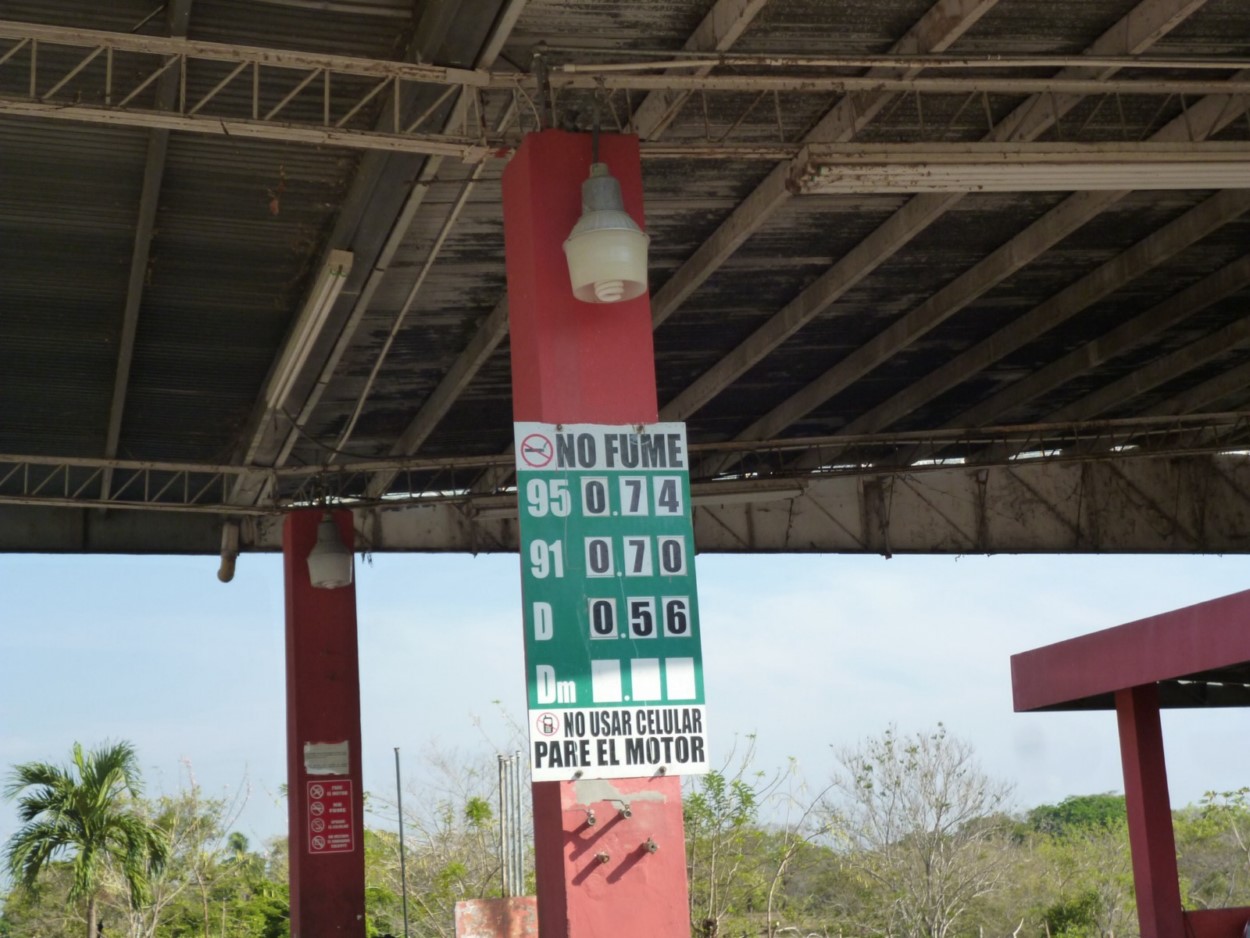 NO FUME
95 0.74
91 0.70
D 0.56
Dm .
NO USAR CELULAR
PARE EL MOTOR